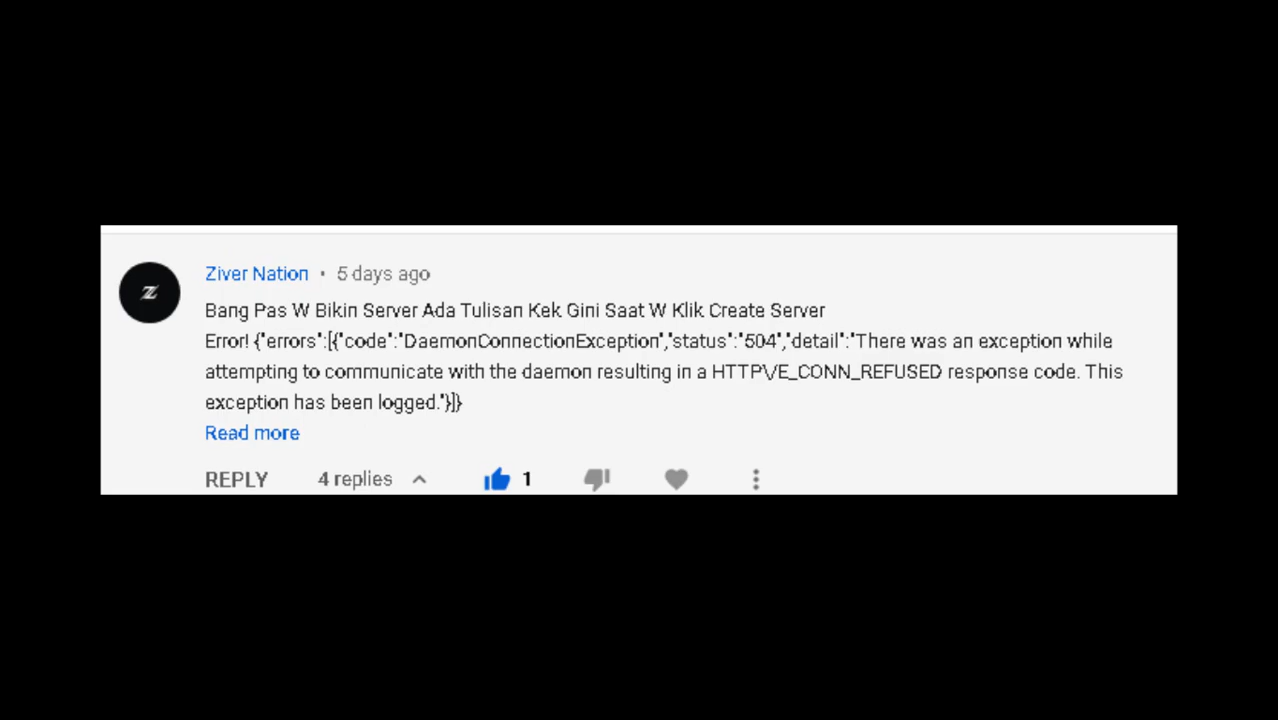 Z
Ziver Nation • 5 days ago
Bang Pas W Bikin Server Ada Tulisan Kek Gini Saat W Klik Create Server
Error! {"errors":[{"code":"DaemonConnectionException","status":"504","detail":"There was an exception while
attempting to communicate with the daemon resulting in a HTTP\/E_CONN_REFUSED response code. This
exception has been logged."}]}
Read more
REPLY 4 replies 1